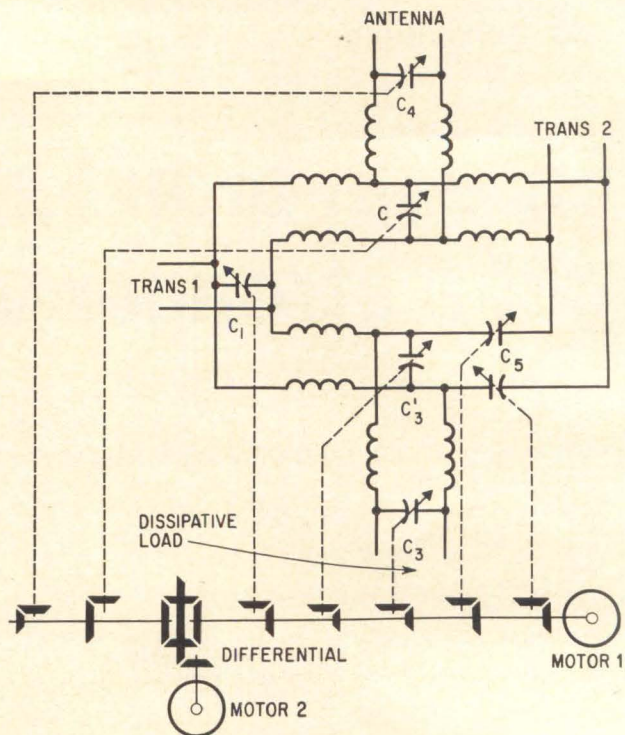 ANTENNA
C4
TRANS 2
C
TRANS 1
C1
C5
C'3
DISSIPATIVE LOAD
C3
DIFFERENTIAL
MOTOR 1
MOTOR 2